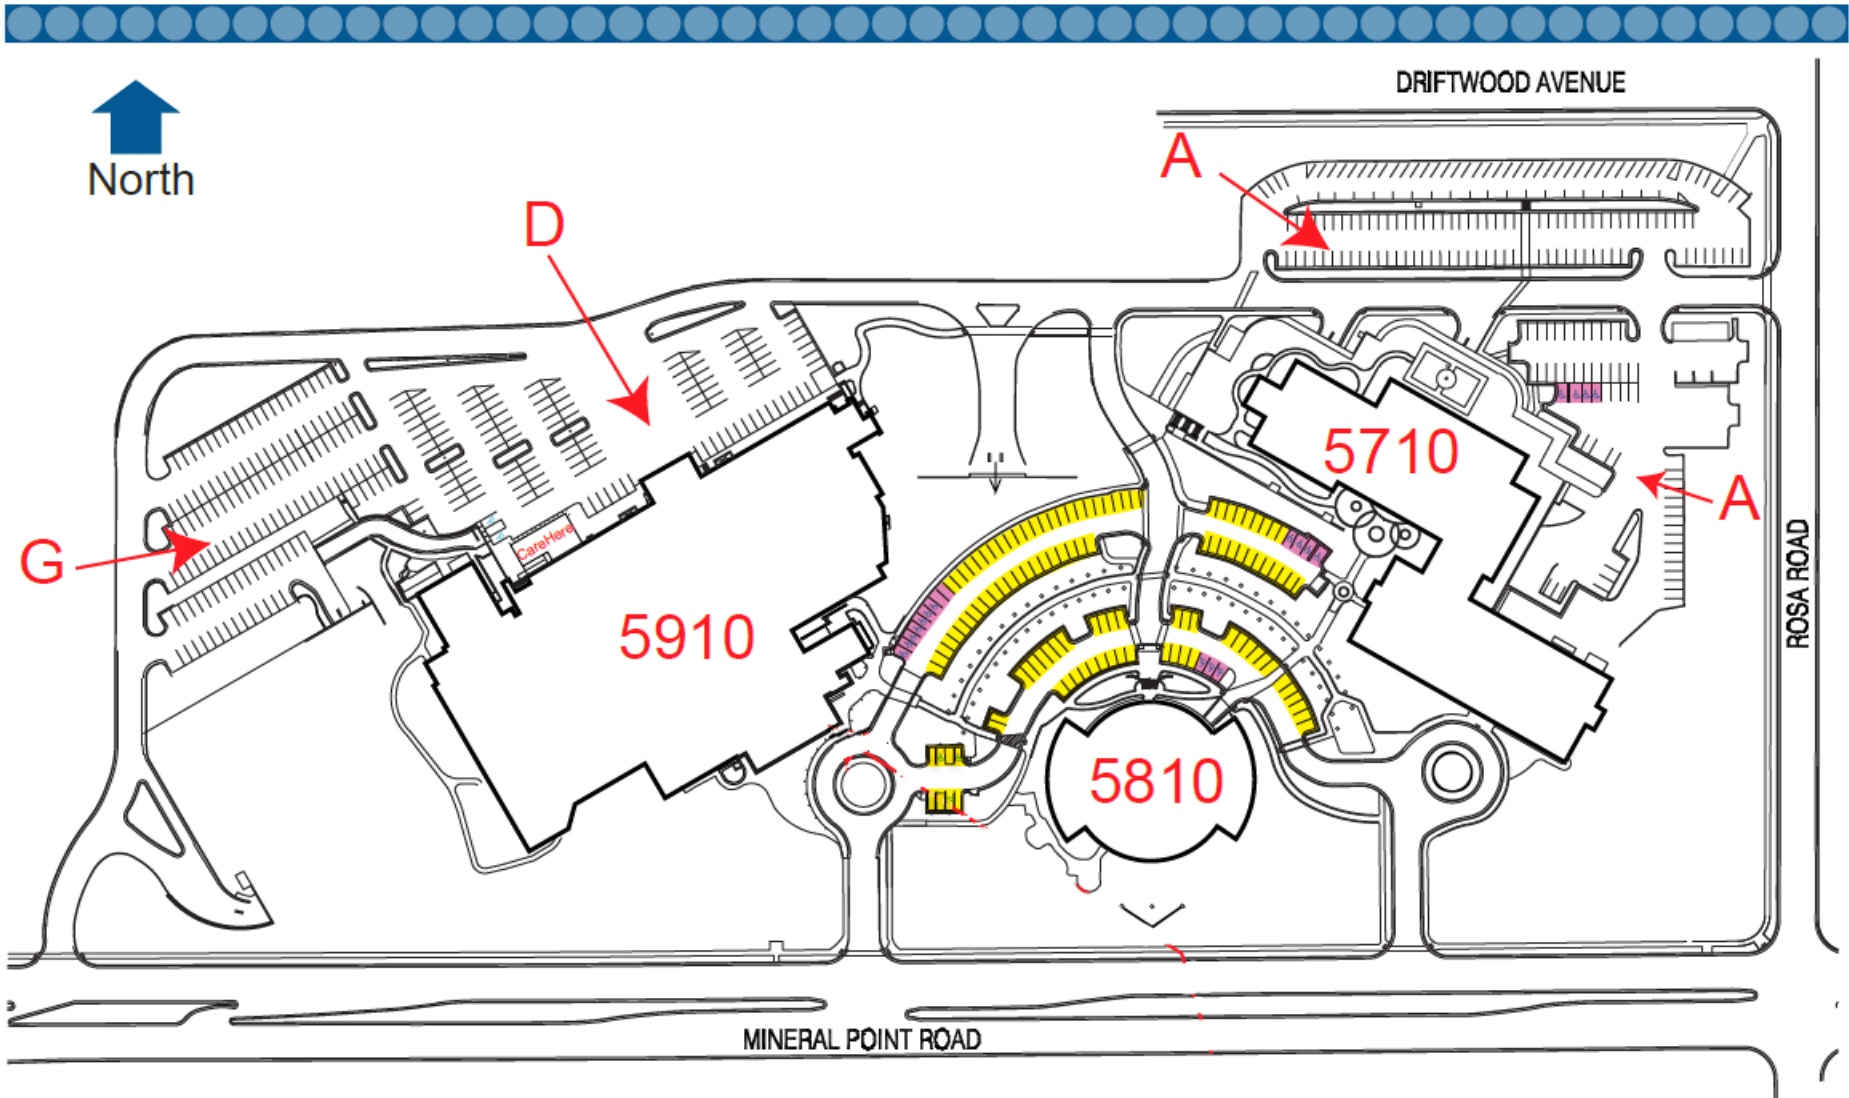 DRIFTWOOD AVENUE
A
North
D
5710
A
CareHere
G
ROSA ROAD
5910
5810
MINERAL POINT ROAD